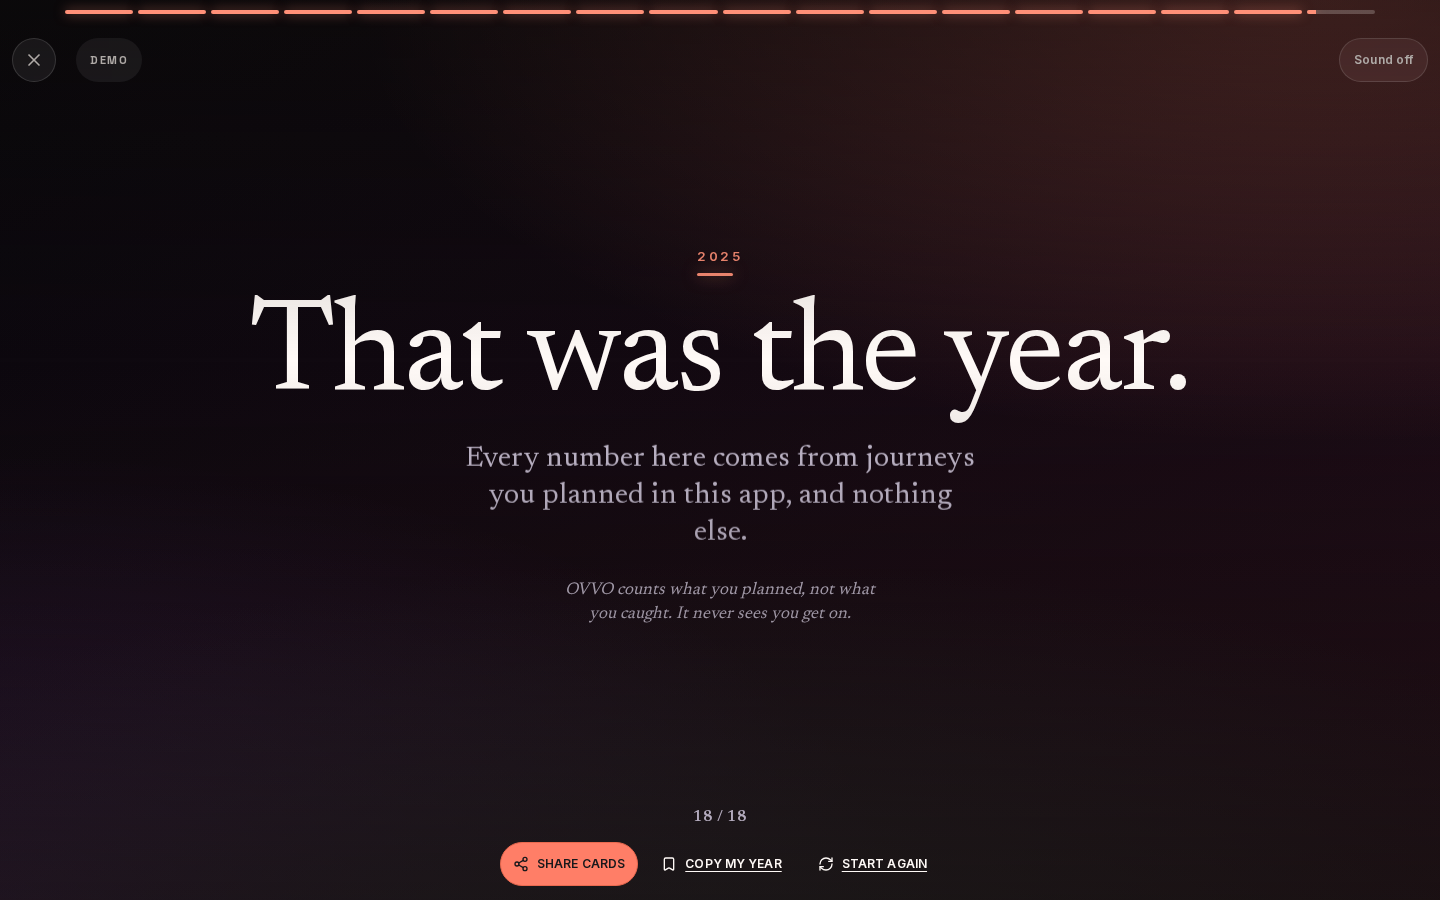 DEMO
Sound off
2025
That was the year.
Every number here comes from journeys
you planned in this app, and nothing
else.
OVVO counts what you planned, not what
you caught. It never sees you get on.
18 / 18
SHARE CARDS
COPY MY YEAR
START AGAIN